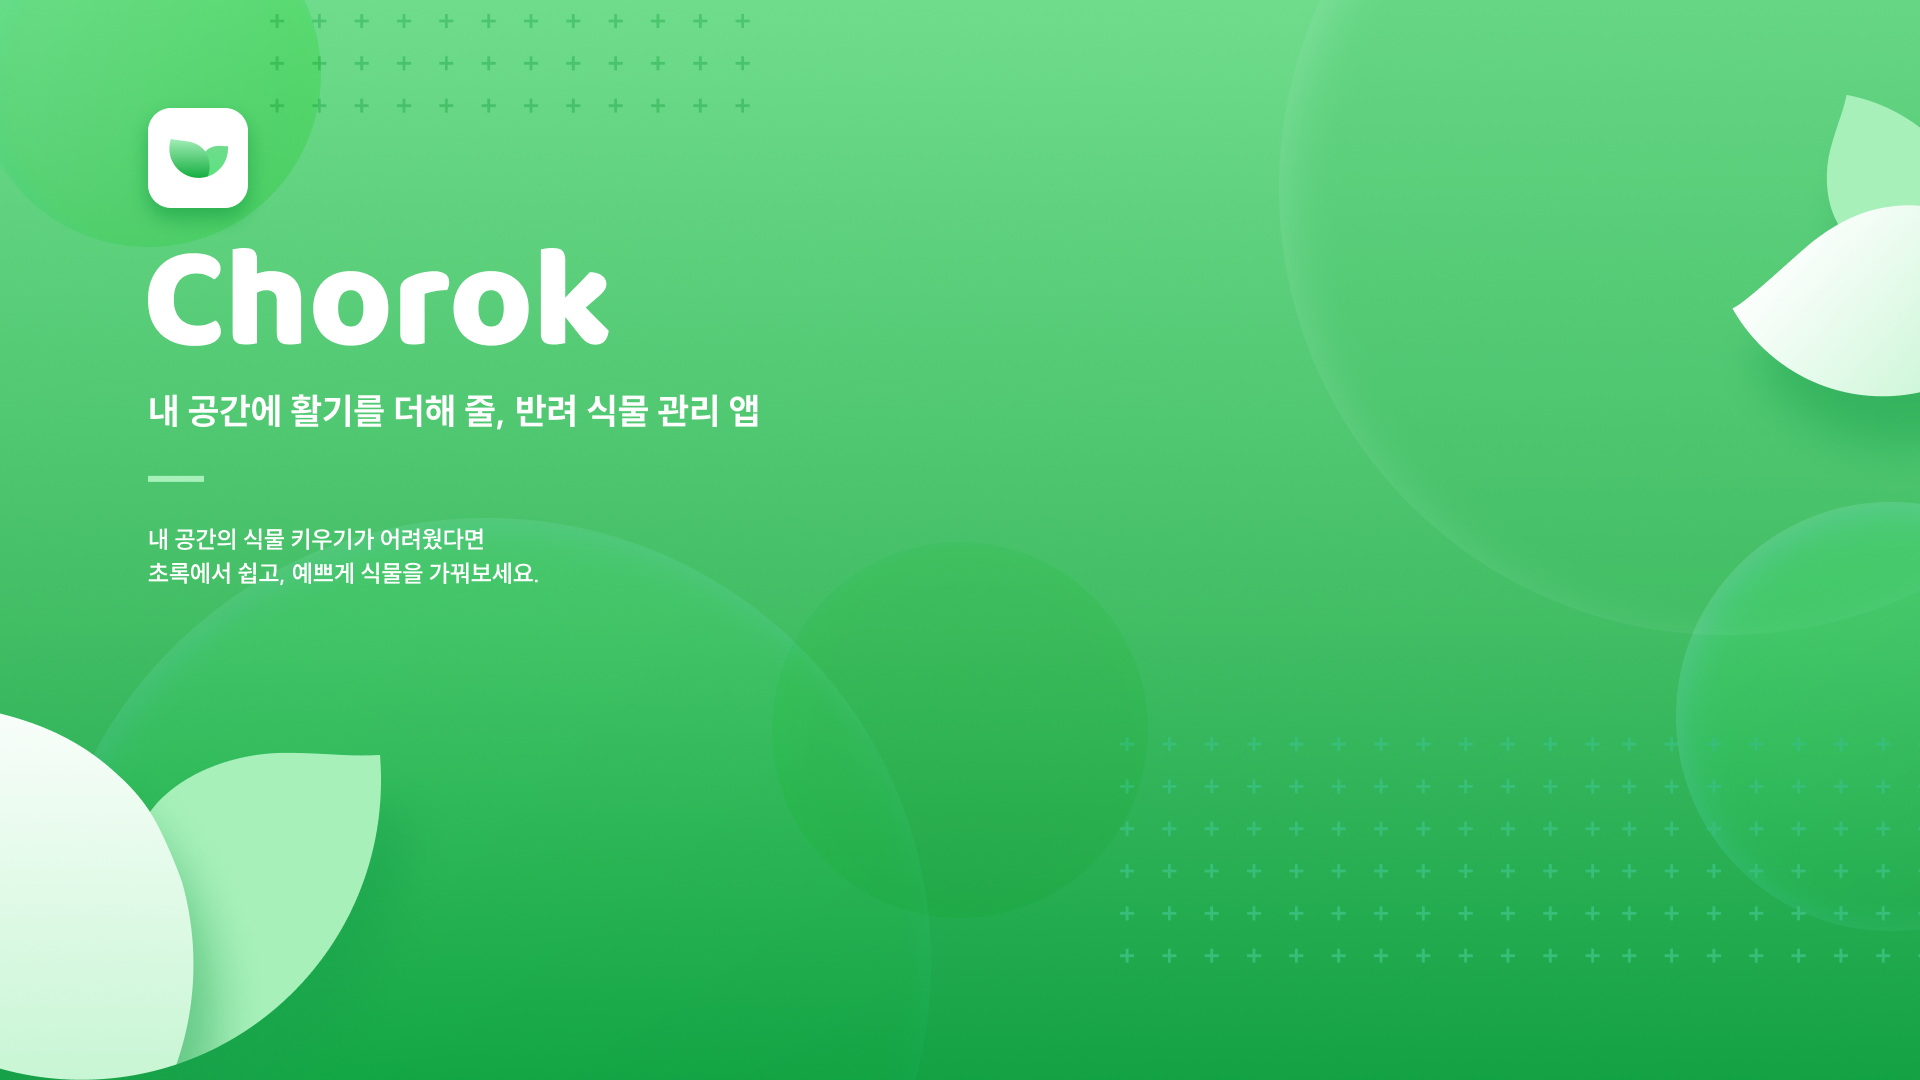 Chorok
내 공간에 활기를 더해 줄, 반려 식물 관리 앱
내 공간의 식물 키우기가 어려웠다면
초록에서 쉽고, 예쁘게 식물을 가꿔보세요.